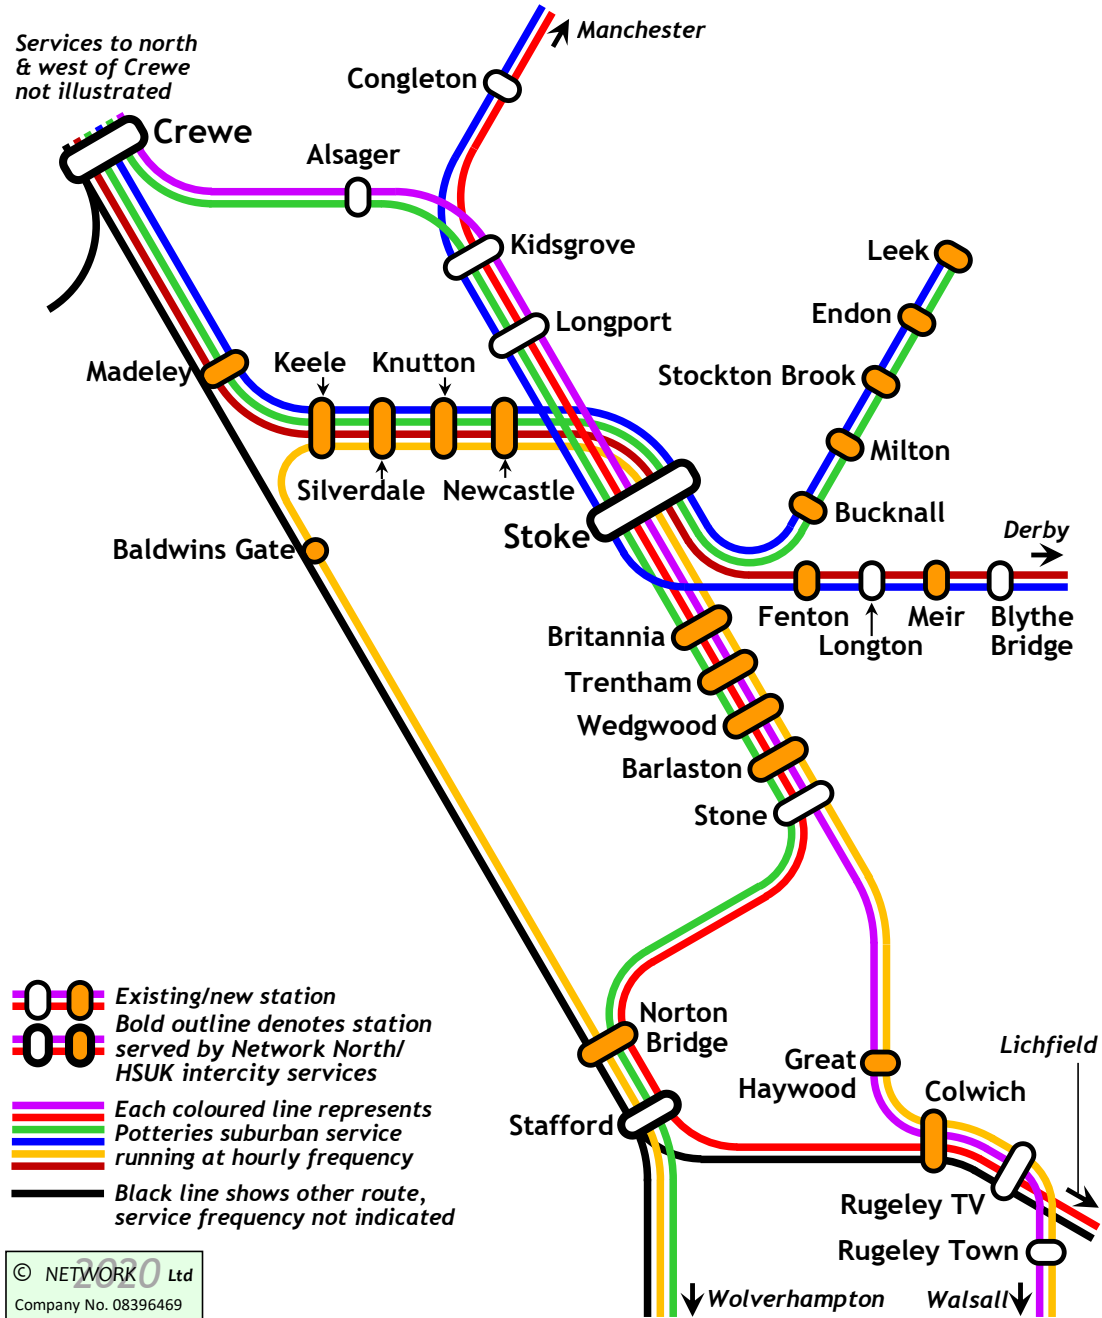 Services to north
& west of Crewe
not illustrated
Manchester
Congleton
Crewe
Alsager
Kidsgrove
Leek
Endon
Longport
Madeley
Keele
Knutton
Stockton Brook
Milton
Silverdale
Newcastle
Bucknall
Stoke
Derby
Baldwins Gate
Fenton
Meir
Blythe
Bridge
Longton
Britannia
Trentham
Wedgwood
Barlaston
Stone
Existing/new station
Bold outline denotes station
served by Network North/
HSUK intercity services
Norton
Bridge
Great
Haywood
Lichfield
Colwich
Each coloured line represents
Potteries suburban service
running at hourly frequency
Stafford
Black line shows other route,
service frequency not indicated
Rugeley TV
Rugeley Town
© NETWORK 2020 Ltd
Company No. 08396469
Wolverhampton
Walsall